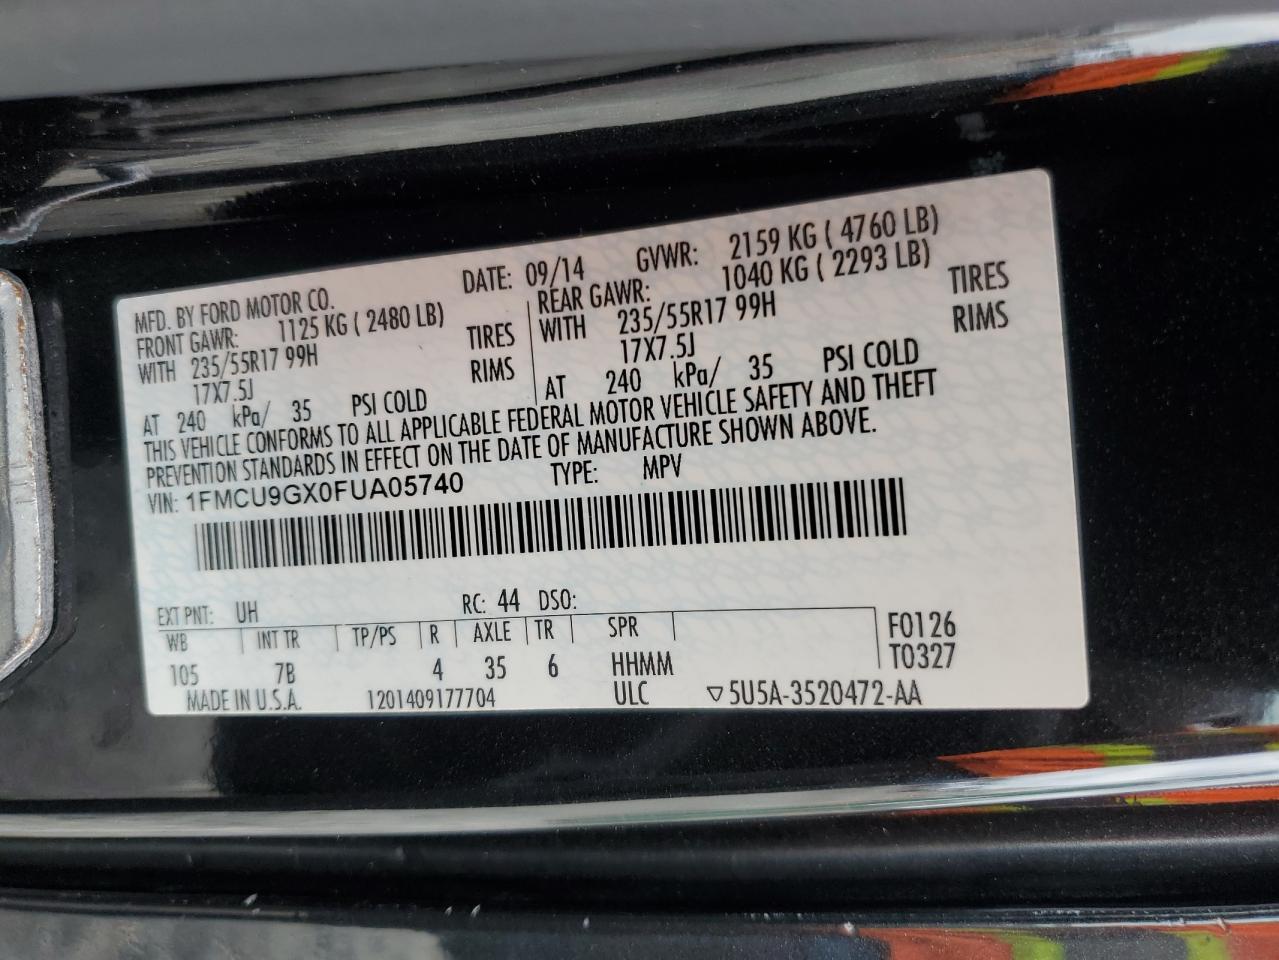 MFD. BY FORD MOTOR CO. DATE: 09/14 GVWR: 2159 KG ( 4760 LB)
FRONT GAWR: 1125 KG ( 2480 LB) REAR GAWR: 1040 KG ( 2293 LB)
WITH 235/55R17 99H TIRES WITH 235/55R17 99H TIRES
17X7.5J RIMS 17X7.5J RIMS
AT 240 kPa/ 35 PSI COLD AT 240 kPa/ 35 PSI COLD
THIS VEHICLE CONFORMS TO ALL APPLICABLE FEDERAL MOTOR VEHICLE SAFETY AND THEFT
PREVENTION STANDARDS IN EFFECT ON THE DATE OF MANUFACTURE SHOWN ABOVE.
VIN: 1FMCU9GX0FUA05740 TYPE: MPV
EXT PNT: UH RC: 44 DSO:
WB INT TR TP/PS R AXLE TR SPR F0126
105 7B 4 35 6 HHMM T0327
MADE IN U.S.A. 1201409177704 ULC ▽5U5A-3520472-AA